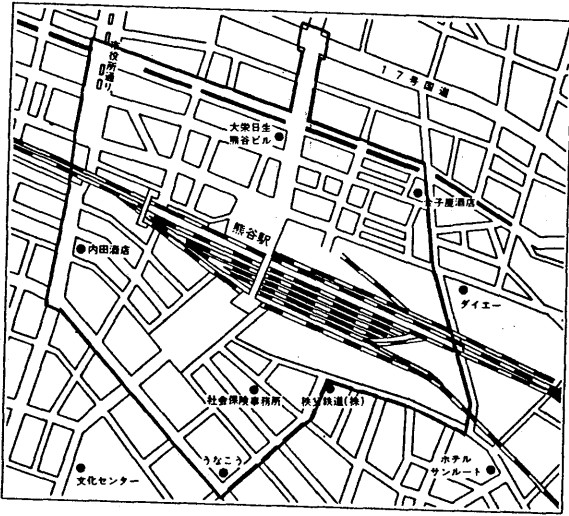 市役所通り
17号国道
大栄日生
熊谷ビル
金子慶酒店
熊谷駅
内田酒店
ダイエー
社会保険事務所
秩父鉄道(株)
うなこう
文化センター
ホテル
サンルート